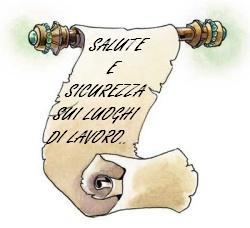 SALUTE
E
SICUREZZA
SUI LUOGHI
DI LAVORO..